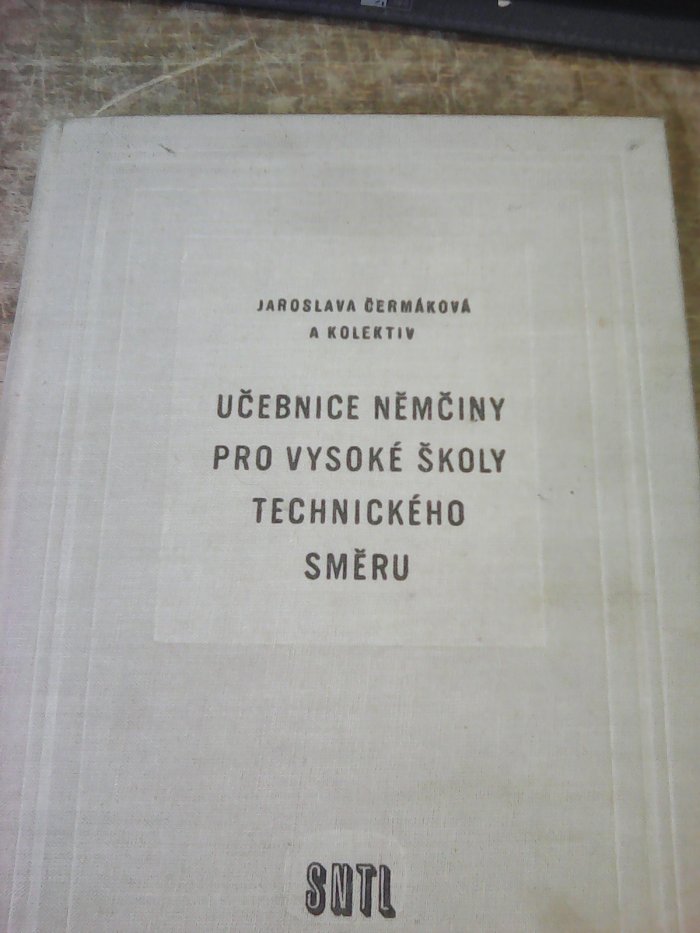 JAROSLAVA ČERMÁKOVÁ
A KOLEKTIV
UČEBNICE NĚMČINY
PRO VYSOKÉ ŠKOLY
TECHNICKÉHO
SMĚRU
SNTL